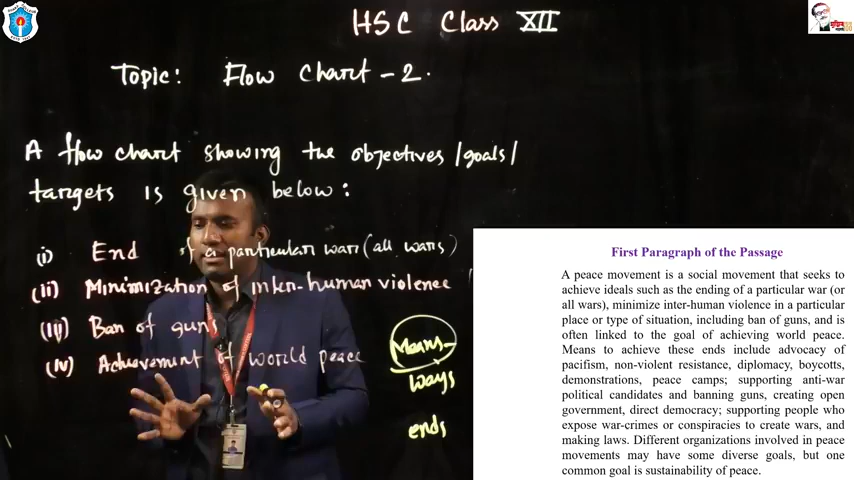 HSC Class XII
Topic: Flow Chart - 2.
A flow chart showing the objectives/goals/
targets is given below:
(i) End of a particular war (all wars)
(ii) Minimization of inter-human violence
(iii) Ban of guns
(iv) Achievement of world peace
Means
ways
ends
First Paragraph of the Passage
A peace movement is a social movement that seeks to
achieve ideals such as the ending of a particular war (or
all wars), minimize inter-human violence in a particular
place or type of situation, including ban of guns, and is
often linked to the goal of achieving world peace.
Means to achieve these ends include advocacy of
pacifism, non-violent resistance, diplomacy, boycotts,
demonstrations, peace camps; supporting anti-war
political candidates and banning guns, creating open
government, direct democracy; supporting people who
expose war-crimes or conspiracies to create wars, and
making laws. Different organizations involved in peace
movements may have some diverse goals, but one
common goal is sustainability of peace.